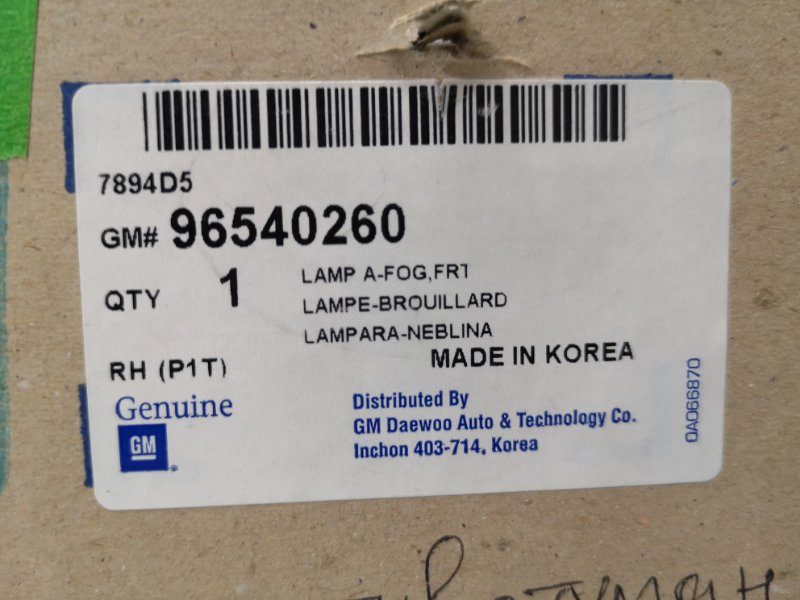 7894D5
GM# 96540260
QTY 1 LAMP A-FOG,FRT
LAMPE-BROUILLARD
LAMPARA-NEBLINA
RH (P1T) MADE IN KOREA
Genuine
GM
Distributed By
GM Daewoo Auto & Technology Co.
Inchon 403-714, Korea
0A066870